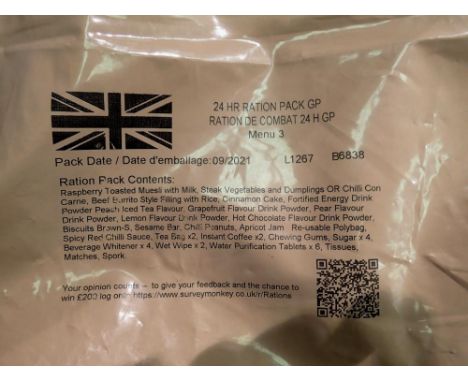 24 HR RATION PACK GP
RATION DE COMBAT 24 H GP
Menu 3
Pack Date / Date d'emballage: 09/2021 L1267 B6838
Ration Pack Contents:
Raspberry Toasted Muesli with Milk, Steak Vegetables and Dumplings OR Chilli Con
Carne, Beef Burrito Style Filling with Rice, Cinnamon Cake, Fortified Energy Drink
Powder Peach Iced Tea Flavour, Grapefruit Flavour Drink Powder, Pear Flavour
Drink Powder, Lemon Flavour Drink Powder, Hot Chocolate Flavour Drink Powder,
Biscuits Brown-S, Sesame Bar, Chilli Peanuts, Apricot Jam, Re-usable Polybag,
Spicy Red Chilli Sauce, Tea Bag x2, Instant Coffee x2, Chewing Gums, Sugar x 4,
Beverage Whitener x 4, Wet Wipe x 2, Water Purification Tablets x 6, Tissues,
Matches, Spork.
Your opinion counts – to give your feedback and the chance to
win £200 log onto https://www.surveymonkey.co.uk/r/Rations